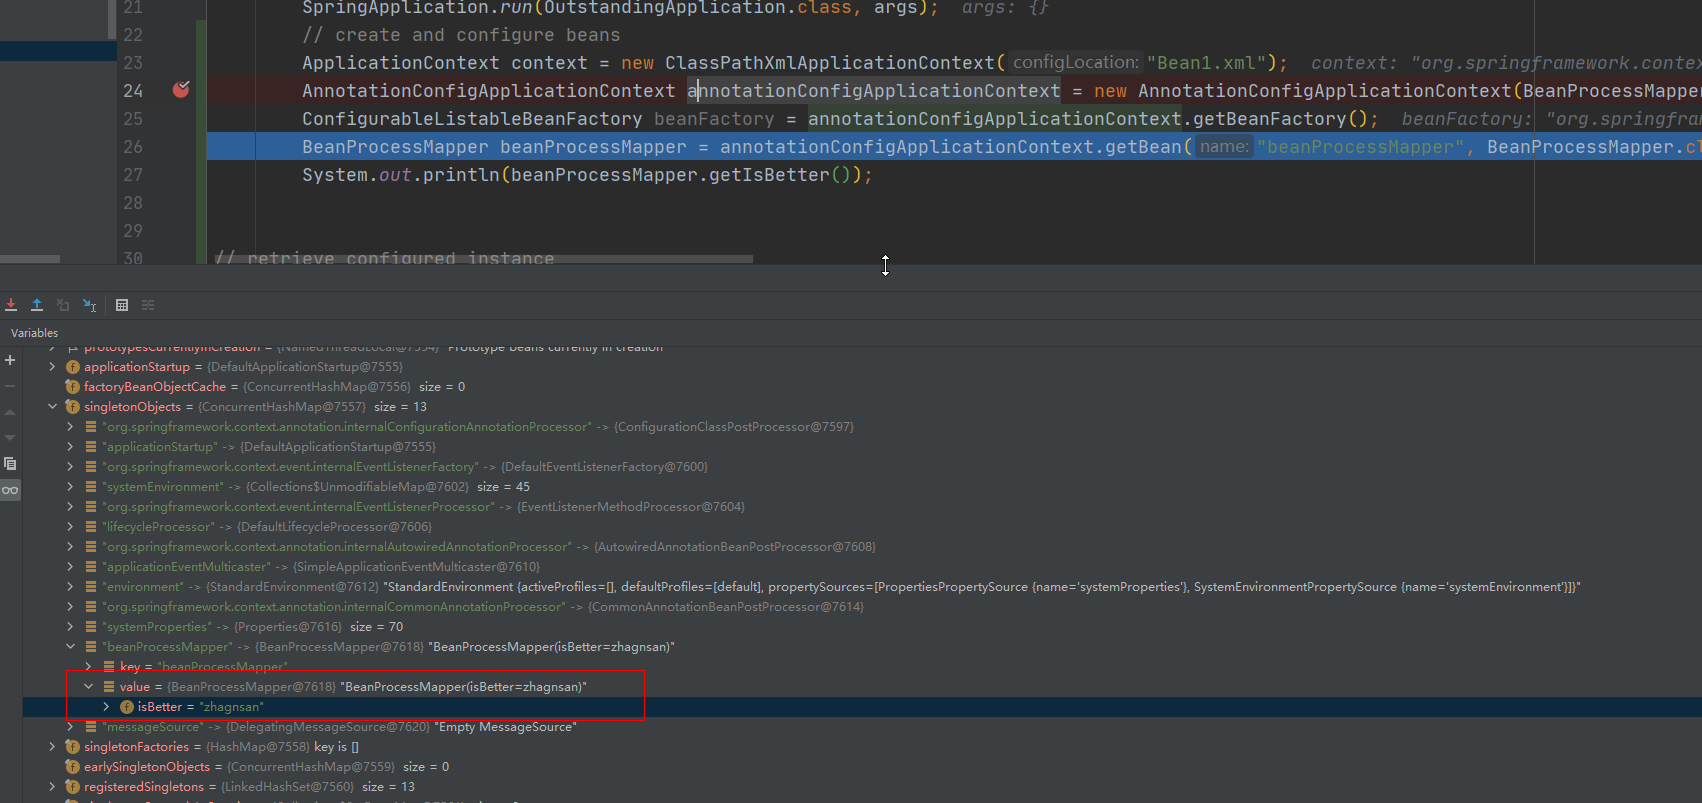 21 SpringApplication.run(OutstandingApplication.class, args); args: {}
22 // create and configure beans
23 ApplicationContext context = new ClassPathXmlApplicationContext( configLocation: "Bean1.xml"); context: "org.springframework.contex
24 AnnotationConfigApplicationContext annotationConfigApplicationContext = new AnnotationConfigApplicationContext(BeanProcessMapper
25 ConfigurableListableBeanFactory beanFactory = annotationConfigApplicationContext.getBeanFactory(); beanFactory: "org.springfram
26 BeanProcessMapper beanProcessMapper = annotationConfigApplicationContext.getBean( name: "beanProcessMapper", BeanProcessMapper.cl
27 System.out.println(beanProcessMapper.getIsBetter());
28
29
30 // retrieve configured instance
Variables
prototypesCurrentlyInCreation = {NamedThreadLocal@7554} "Prototype beans currently in creation"
applicationStartup = {DefaultApplicationStartup@7555}
factoryBeanObjectCache = {ConcurrentHashMap@7556} size = 0
singletonObjects = {ConcurrentHashMap@7557} size = 13
"org.springframework.context.annotation.internalConfigurationAnnotationProcessor" -> {ConfigurationClassPostProcessor@7597}
"applicationStartup" -> {DefaultApplicationStartup@7555}
"org.springframework.context.event.internalEventListenerFactory" -> {DefaultEventListenerFactory@7600}
"systemEnvironment" -> {Collections$UnmodifiableMap@7602} size = 45
"org.springframework.context.event.internalEventListenerProcessor" -> {EventListenerMethodProcessor@7604}
"lifecycleProcessor" -> {DefaultLifecycleProcessor@7606}
"org.springframework.context.annotation.internalAutowiredAnnotationProcessor" -> {AutowiredAnnotationBeanPostProcessor@7608}
"applicationEventMulticaster" -> {SimpleApplicationEventMulticaster@7610}
"environment" -> {StandardEnvironment@7612} "StandardEnvironment {activeProfiles=[], defaultProfiles=[default], propertySources=[PropertiesPropertySource {name='systemProperties'}, SystemEnvironmentPropertySource {name='systemEnvironment'}]}"
"org.springframework.context.annotation.internalCommonAnnotationProcessor" -> {CommonAnnotationBeanPostProcessor@7614}
"systemProperties" -> {Properties@7616} size = 70
"beanProcessMapper" -> {BeanProcessMapper@7618} "BeanProcessMapper(isBetter=zhagnsan)"
key = "beanProcessMapper"
value = {BeanProcessMapper@7618} "BeanProcessMapper(isBetter=zhagnsan)"
isBetter = "zhagnsan"
"messageSource" -> {DelegatingMessageSource@7620} "Empty MessageSource"
singletonFactories = {HashMap@7558} key is []
earlySingletonObjects = {ConcurrentHashMap@7559} size = 0
registeredSingletons = {LinkedHashSet@7560} size = 13